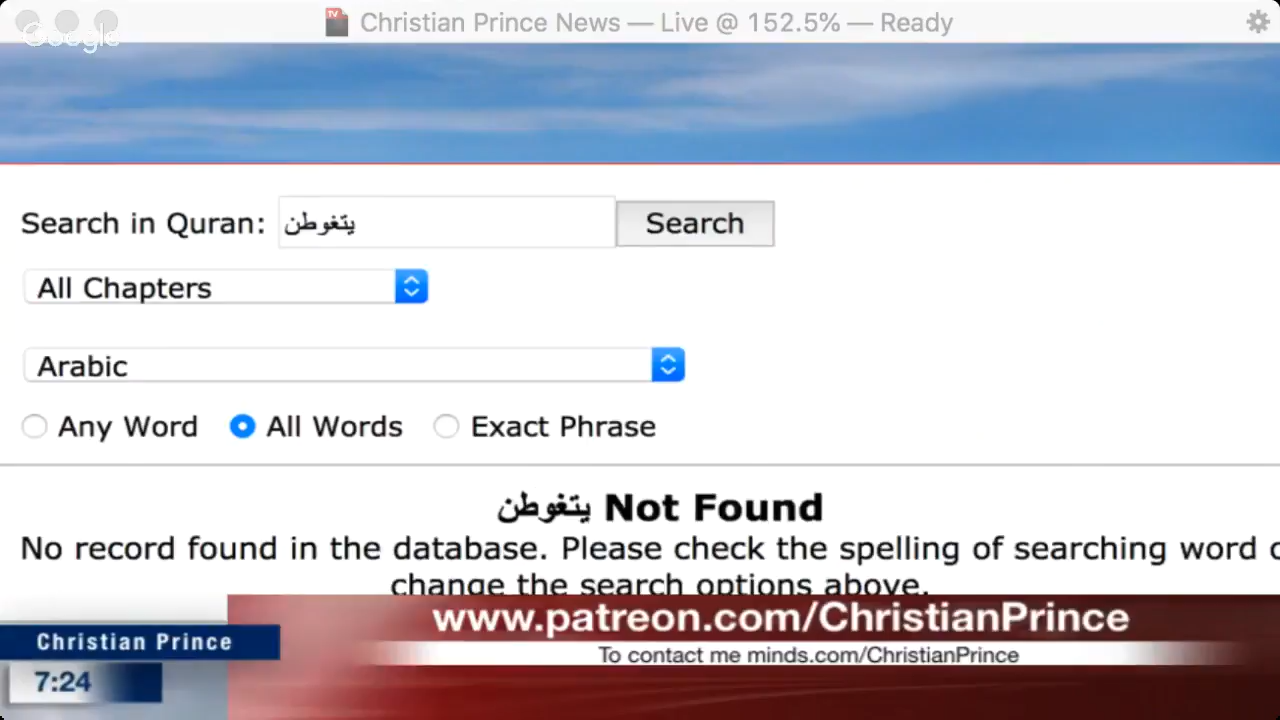 Christian Prince News — Live @ 152.5% — Ready
Google
Search in Quran: يتغوطن Search
All Chapters
Arabic
Any Word All Words Exact Phrase
يتغوطن Not Found
No record found in the database. Please check the spelling of searching word
change the search options above.
www.patreon.com/ChristianPrince
To contact me minds.com/ChristianPrince
Christian Prince
7:24